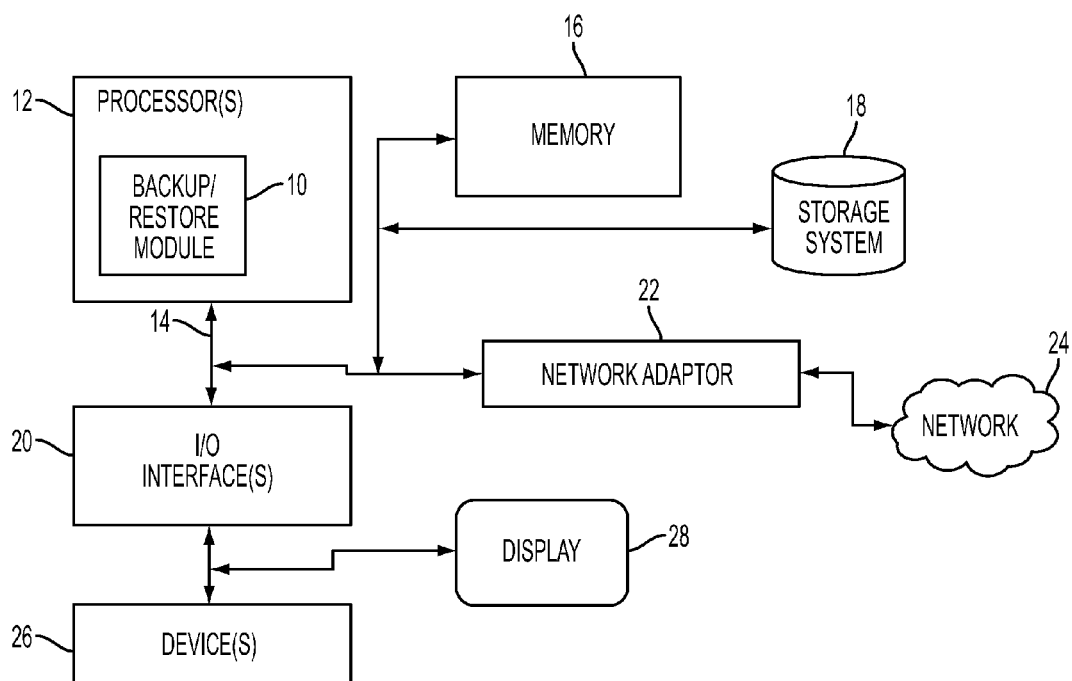 16
12
PROCESSOR(S)
MEMORY
18
BACKUP/
RESTORE
MODULE
10
STORAGE
SYSTEM
14
22
NETWORK ADAPTOR
24
NETWORK
20
I/O
INTERFACE(S)
DISPLAY
28
26
DEVICE(S)